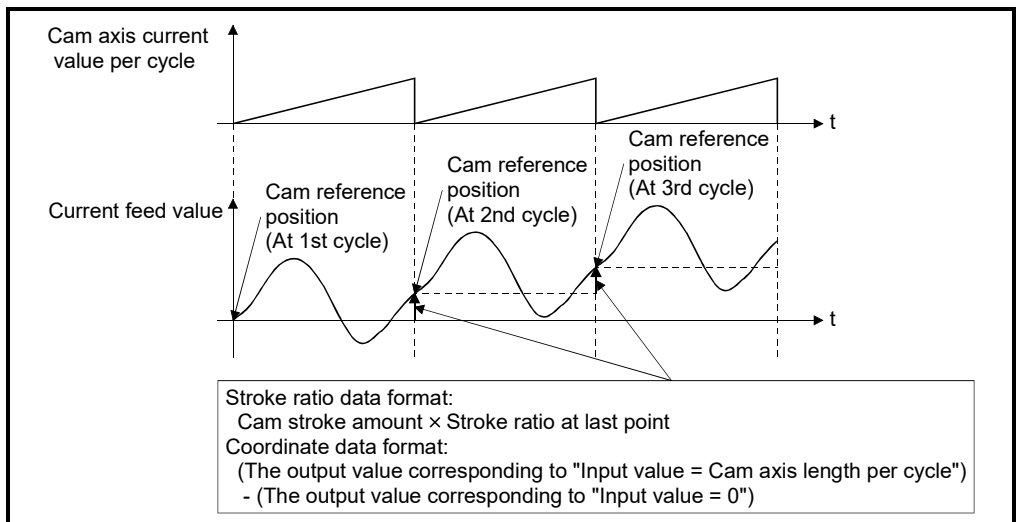 Cam axis current
value per cycle
t
Cam reference
position
(At 3rd cycle)
Cam reference
position
(At 2nd cycle)
Cam reference
position
(At 1st cycle)
Current feed value
t
Stroke ratio data format:
Cam stroke amount × Stroke ratio at last point
Coordinate data format:
(The output value corresponding to "Input value = Cam axis length per cycle")
- (The output value corresponding to "Input value = 0")